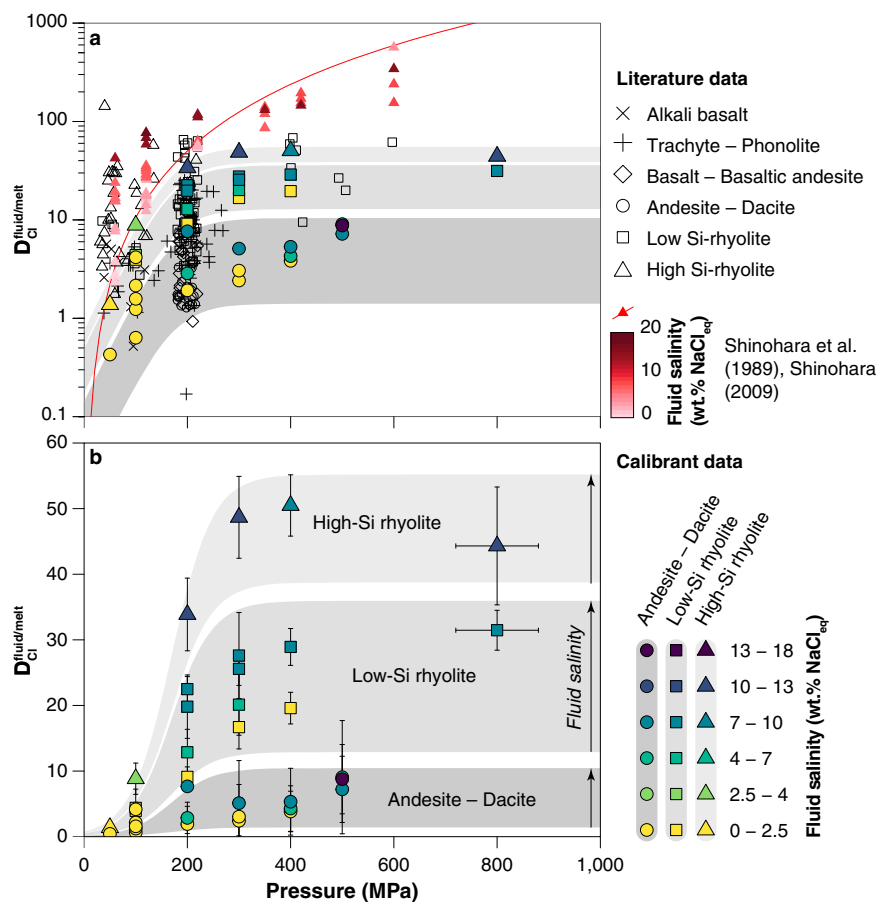 a
1000
100
10
1
0.1
D_Cl^fluid/melt
Literature data
Alkali basalt
Trachyte – Phonolite
Basalt – Basaltic andesite
Andesite – Dacite
Low Si-rhyolite
High Si-rhyolite
20
10
0
Fluid salinity
(wt.% NaCl_eq)
Shinohara et al.
(1989), Shinohara
(2009)
b
60
50
40
30
20
10
0
D_Cl^fluid/melt
High-Si rhyolite
Low-Si rhyolite
Andesite – Dacite
Fluid salinity
0
200
400
600
800
1,000
Pressure (MPa)
Calibrant data
Andesite – Dacite
Low-Si rhyolite
High-Si rhyolite
13 – 18
10 – 13
7 – 10
4 – 7
2.5 – 4
0 – 2.5
Fluid salinity (wt.% NaCl_eq)